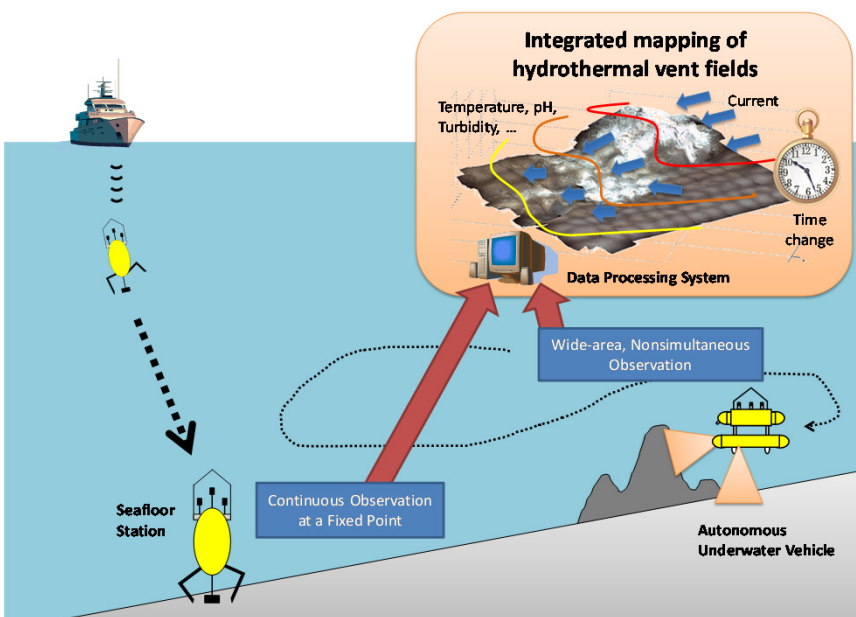 Integrated mapping of
hydrothermal vent fields
Temperature, pH,
Turbidity, ...
Current
Time
change
Data Processing System
Wide-area, Nonsimultaneous
Observation
Continuous Observation
at a Fixed Point
Seafloor
Station
Autonomous
Underwater Vehicle